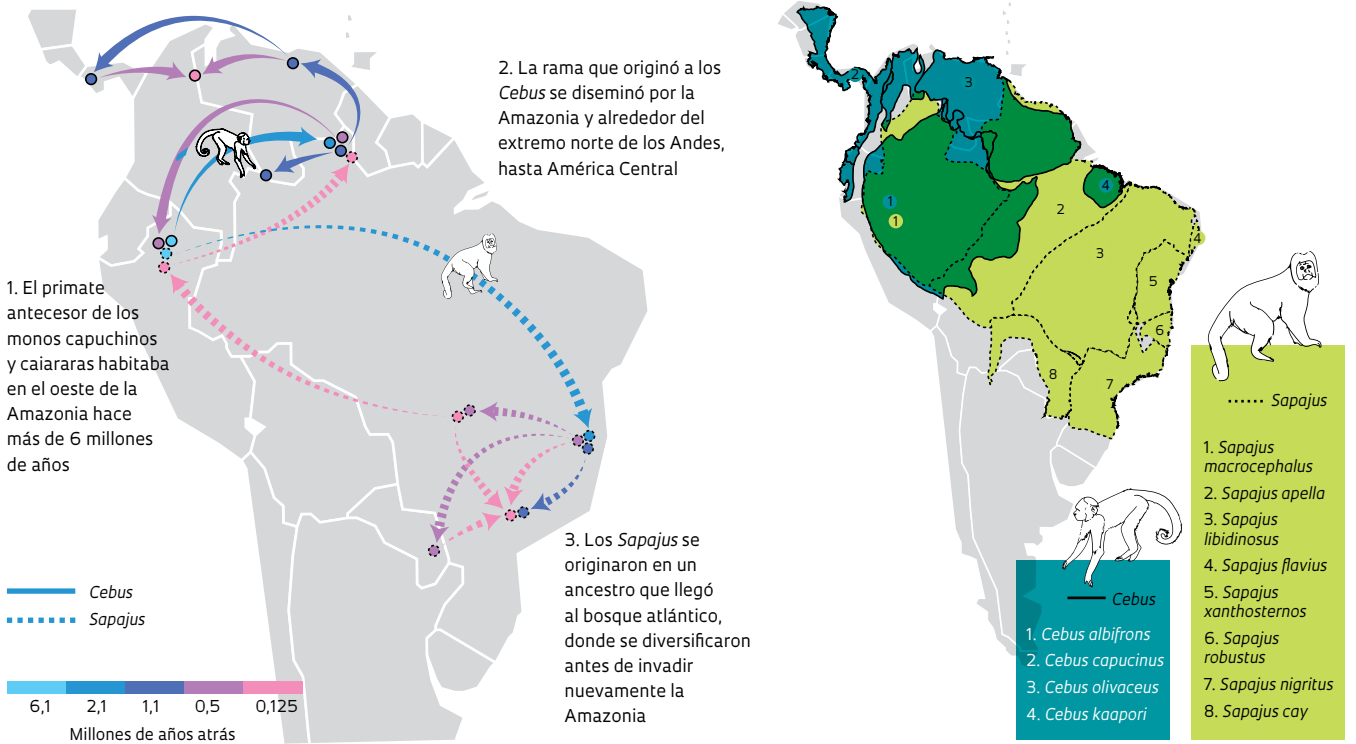 2. La rama que originó a los
Cebus se diseminó por la
Amazonia y alrededor del
extremo norte de los Andes,
hasta América Central
1. El primate
antecesor de los
monos capuchinos
y caiararas habitaba
en el oeste de la
Amazonia hace
más de 6 millones
de años
3. Los Sapajus se
originaron en un
ancestro que llegó
al bosque atlántico,
donde se diversificaron
antes de invadir
nuevamente la
Amazonia
Cebus
Sapajus
6,1 2,1 1,1 0,5 0,125
Millones de años atrás
2
3
1
1
2
4
3
4
5
6
7
8
Cebus
1. Cebus albifrons
2. Cebus capucinus
3. Cebus olivaceus
4. Cebus kaapori
Sapajus
1. Sapajus
macrocephalus
2. Sapajus apella
3. Sapajus
libidinosus
4. Sapajus flavius
5. Sapajus
xanthosternos
6. Sapajus
robustus
7. Sapajus nigritus
8. Sapajus cay